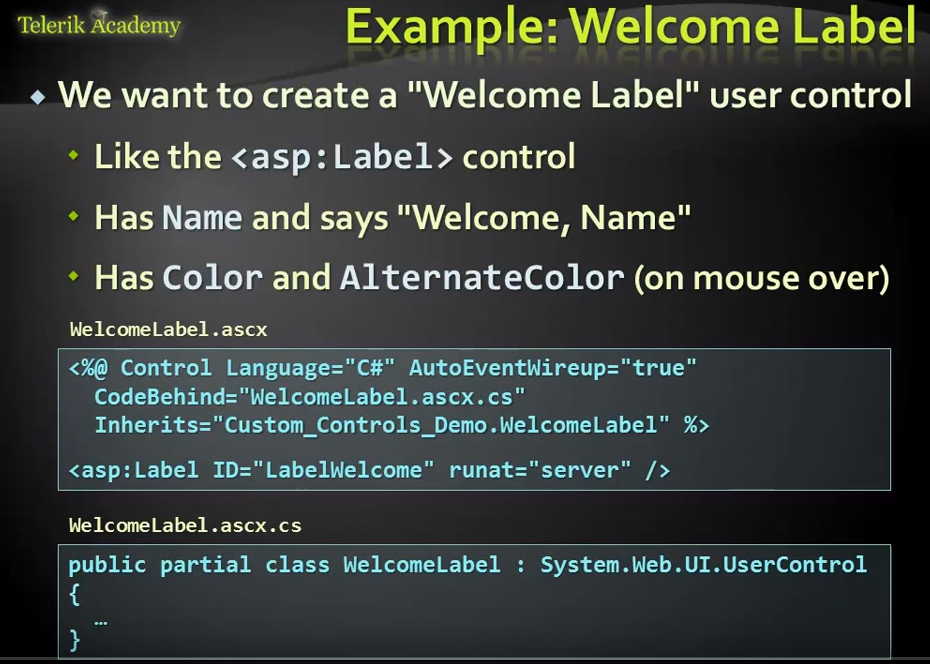 Telerik Academy
Example: Welcome Label
We want to create a "Welcome Label" user control
Like the <asp:Label> control
Has Name and says "Welcome, Name"
Has Color and AlternateColor (on mouse over)
WelcomeLabel.ascx
<%@ Control Language="C#" AutoEventWireup="true"
CodeBehind="WelcomeLabel.ascx.cs"
Inherits="Custom_Controls_Demo.WelcomeLabel" %>
<asp:Label ID="LabelWelcome" runat="server" />
WelcomeLabel.ascx.cs
public partial class WelcomeLabel : System.Web.UI.UserControl
{
…
}